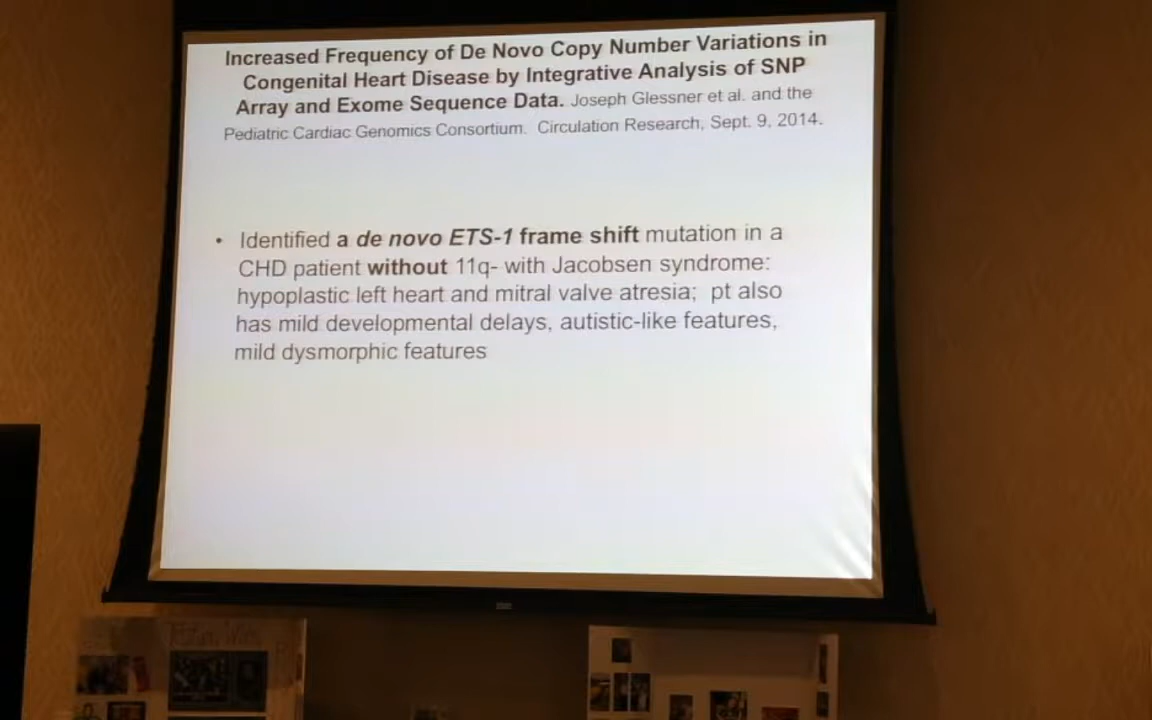 Increased Frequency of De Novo Copy Number Variations in
Congenital Heart Disease by Integrative Analysis of SNP
Array and Exome Sequence Data. Joseph Glessner et al. and the
Pediatric Cardiac Genomics Consortium. Circulation Research, Sept. 9, 2014.
• Identified a de novo ETS-1 frame shift mutation in a
CHD patient without 11q- with Jacobsen syndrome:
hypoplastic left heart and mitral valve atresia; pt also
has mild developmental delays, autistic-like features,
mild dysmorphic features